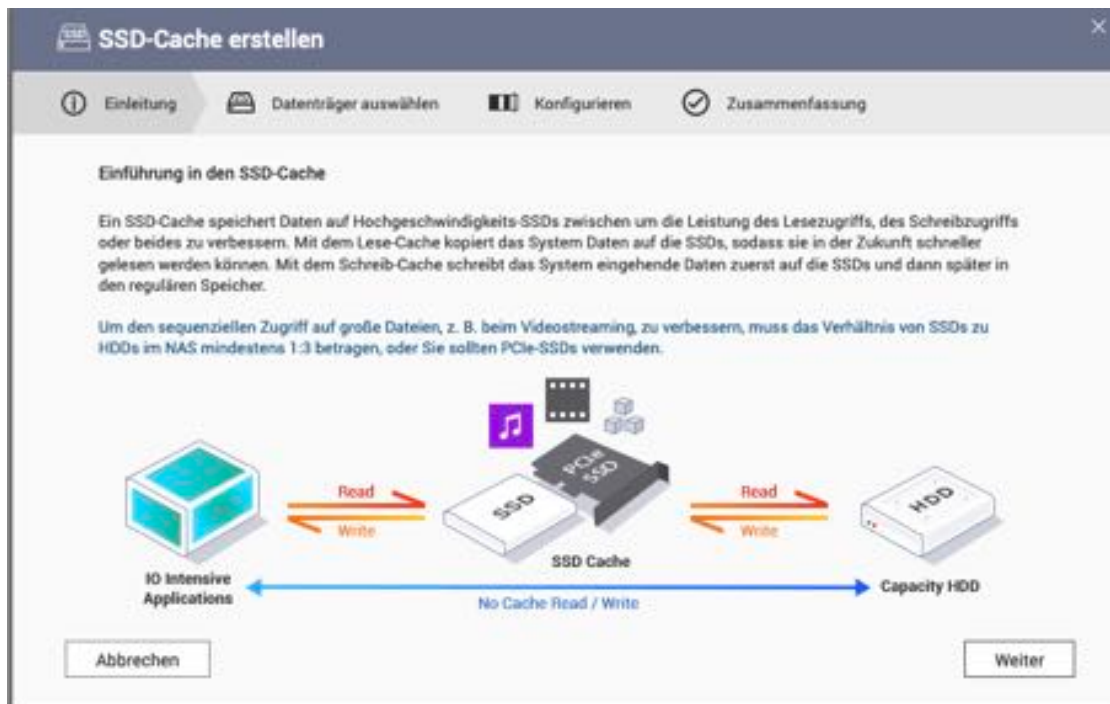 SSD-Cache erstellen
Einleitung
Datenträger auswählen
Konfigurieren
Zusammenfassung
Einführung in den SSD-Cache
Ein SSD-Cache speichert Daten auf Hochgeschwindigkeits-SSDs zwischen um die Leistung des Lesezugriffs, des Schreibzugriffs
oder beides zu verbessern. Mit dem Lese-Cache kopiert das System Daten auf die SSDs, sodass sie in der Zukunft schneller
gelesen werden können. Mit dem Schreib-Cache schreibt das System eingehende Daten zuerst auf die SSDs und dann später in
den regulären Speicher.
Um den sequenziellen Zugriff auf große Dateien, z. B. beim Videostreaming, zu verbessern, muss das Verhältnis von SSDs zu
HDDs im NAS mindestens 1:3 betragen, oder Sie sollten PCIe-SSDs verwenden.
PCIe
SSD
SSD
HDD
Read
Write
Read
Write
SSD Cache
IO Intensive
Applications
Capacity HDD
No Cache Read / Write
Abbrechen
Weiter